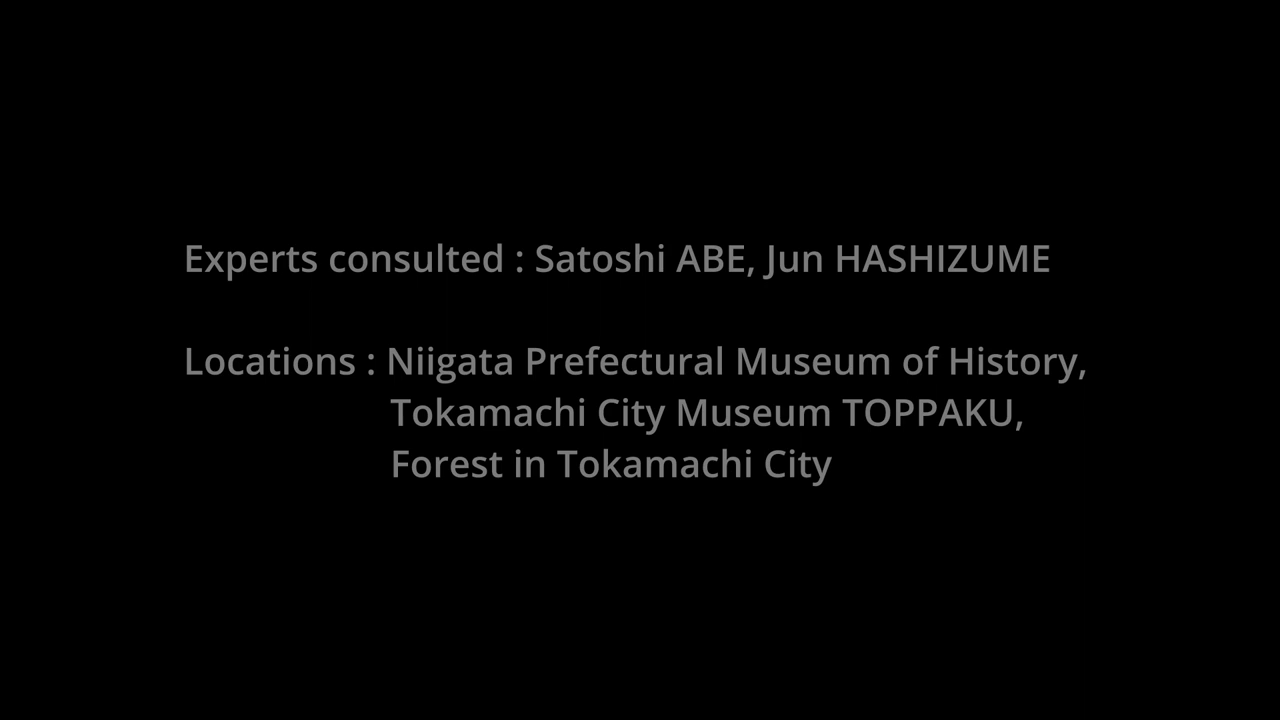 Experts consulted : Satoshi ABE, Jun HASHIZUME
Locations : Niigata Prefectural Museum of History,
Tokamachi City Museum TOPPAKU,
Forest in Tokamachi City